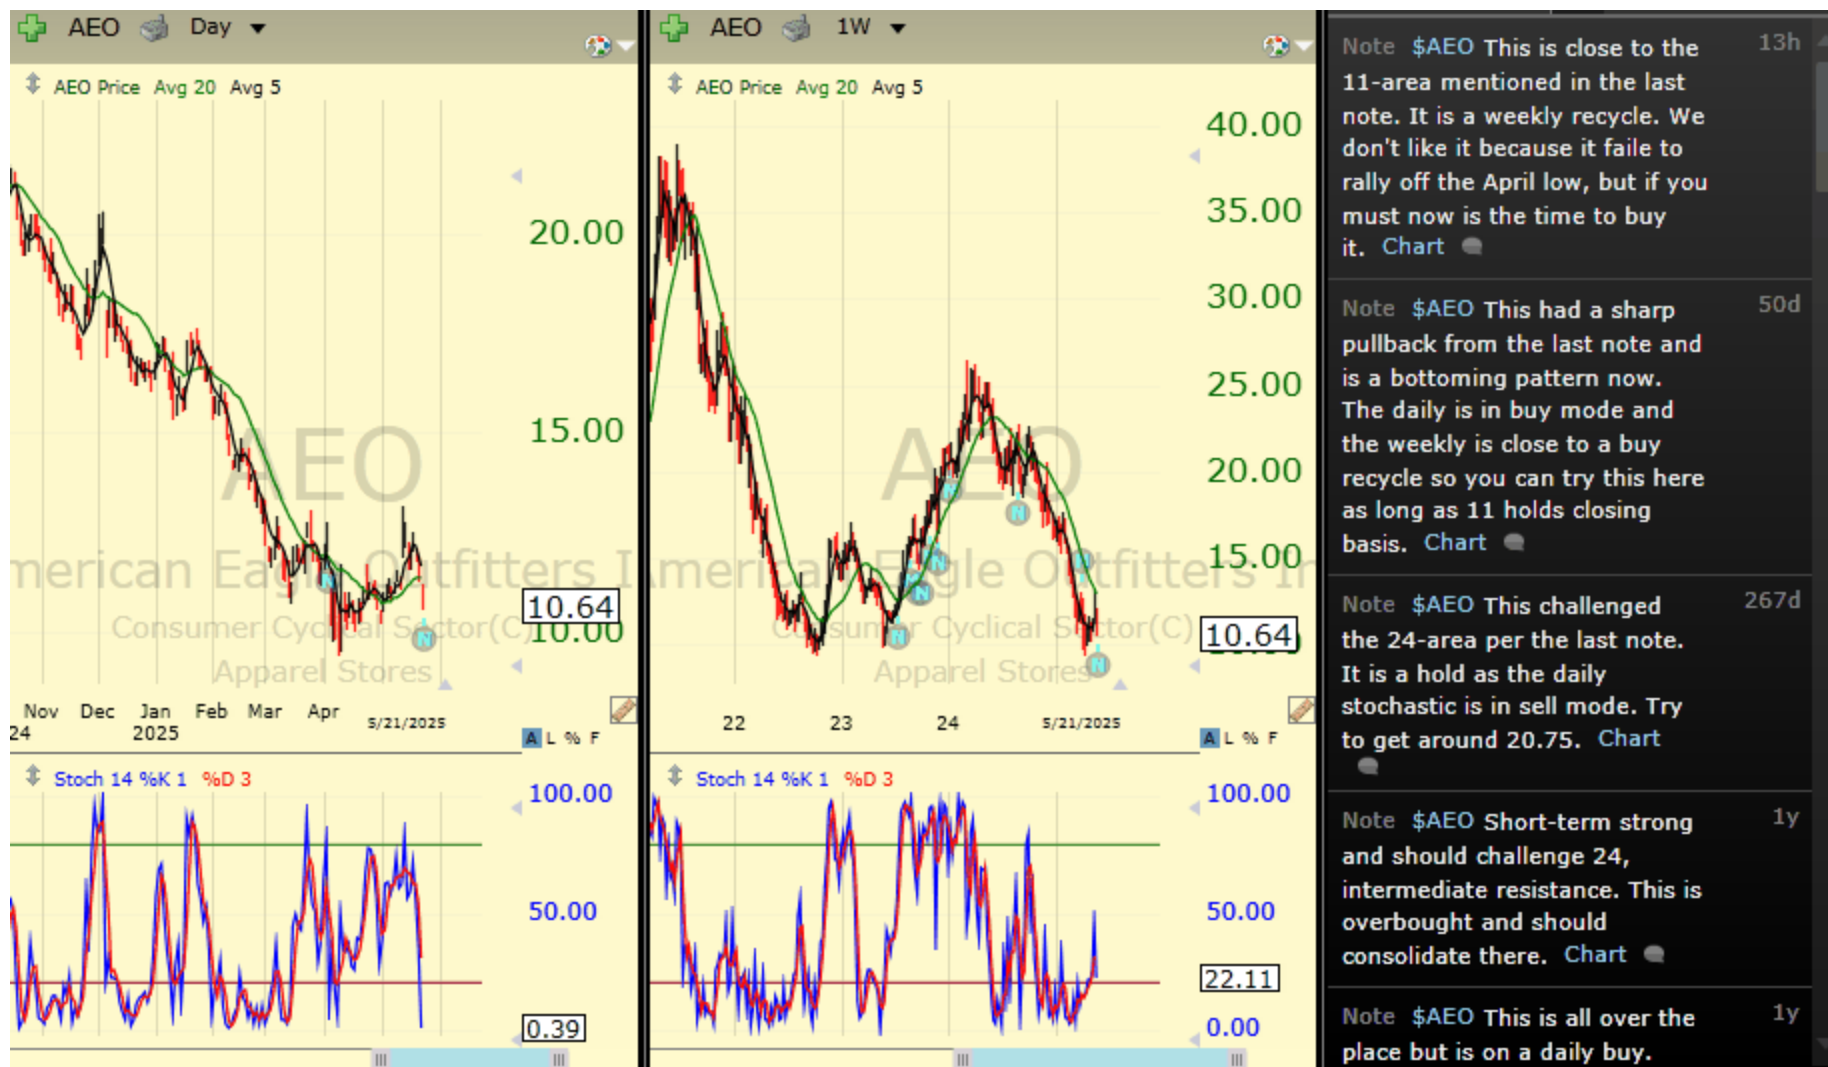 AEO Day
AEO Price Avg 20 Avg 5
20.00
15.00
10.00
10.64
AEO
merican Eagle Outfitters I
Consumer Cyclical Sector(C)
Apparel Stores
N
N
Nov Dec Jan Feb Mar Apr
24 2025 5/21/2025
A L % F
Stoch 14 %K 1 %D 3
100.00
50.00
0.39
AEO 1W
AEO Price Avg 20 Avg 5
40.00
35.00
30.00
25.00
20.00
15.00
10.64
AEO
American Eagle Outfitters In
Consumer Cyclical Sector(C)
Apparel Stores
N
N
N
N
N
N
N
22 23 24 5/21/2025
A L % F
Stoch 14 %K 1 %D 3
100.00
50.00
22.11
0.00
Note $AEO This is close to the 13h
11-area mentioned in the last
note. It is a weekly recycle. We
don't like it because it faile to
rally off the April low, but if you
must now is the time to buy
it. Chart
Note $AEO This had a sharp 50d
pullback from the last note and
is a bottoming pattern now.
The daily is in buy mode and
the weekly is close to a buy
recycle so you can try this here
as long as 11 holds closing
basis. Chart
Note $AEO This challenged 267d
the 24-area per the last note.
It is a hold as the daily
stochastic is in sell mode. Try
to get around 20.75. Chart
Note $AEO Short-term strong 1y
and should challenge 24,
intermediate resistance. This is
overbought and should
consolidate there. Chart
Note $AEO This is all over the 1y
place but is on a daily buy.